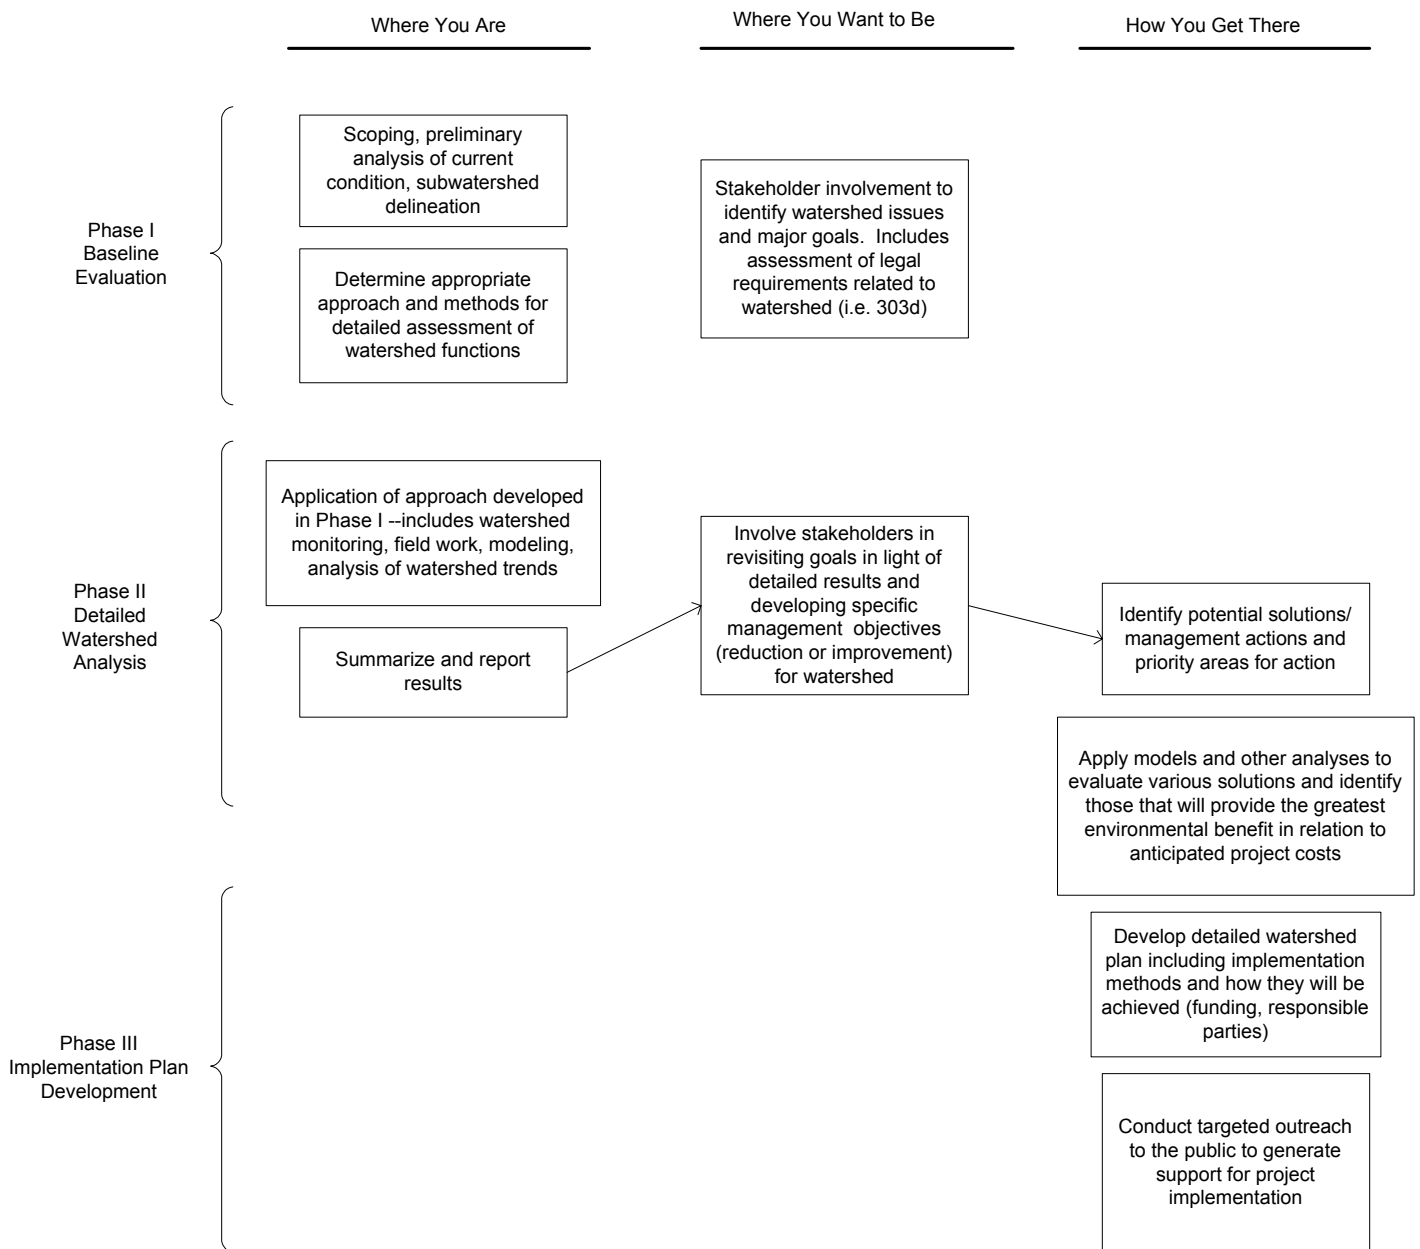 Where You Are
Where You Want to Be
How You Get There
Phase I
Baseline
Evaluation
Scoping, preliminary
analysis of current
condition, subwatershed
delineation
Determine appropriate
approach and methods for
detailed assessment of
watershed functions
Stakeholder involvement to
identify watershed issues
and major goals.  Includes
assessment of legal
requirements related to
watershed (i.e. 303d)
Phase II
Detailed
Watershed
Analysis
Application of approach developed
in Phase I --includes watershed
monitoring, field work, modeling,
analysis of watershed trends
Summarize and report
results
Involve stakeholders in
revisiting goals in light of
detailed results and
developing specific
management  objectives
(reduction or improvement)
for watershed
Identify potential solutions/
management actions and
priority areas for action
Apply models and other analyses to
evaluate various solutions and identify
those that will provide the greatest
environmental benefit in relation to
anticipated project costs
Phase III
Implementation Plan
Development
Develop detailed watershed
plan including implementation
methods and how they will be
achieved (funding, responsible
parties)
Conduct targeted outreach
to the public to generate
support for project
implementation